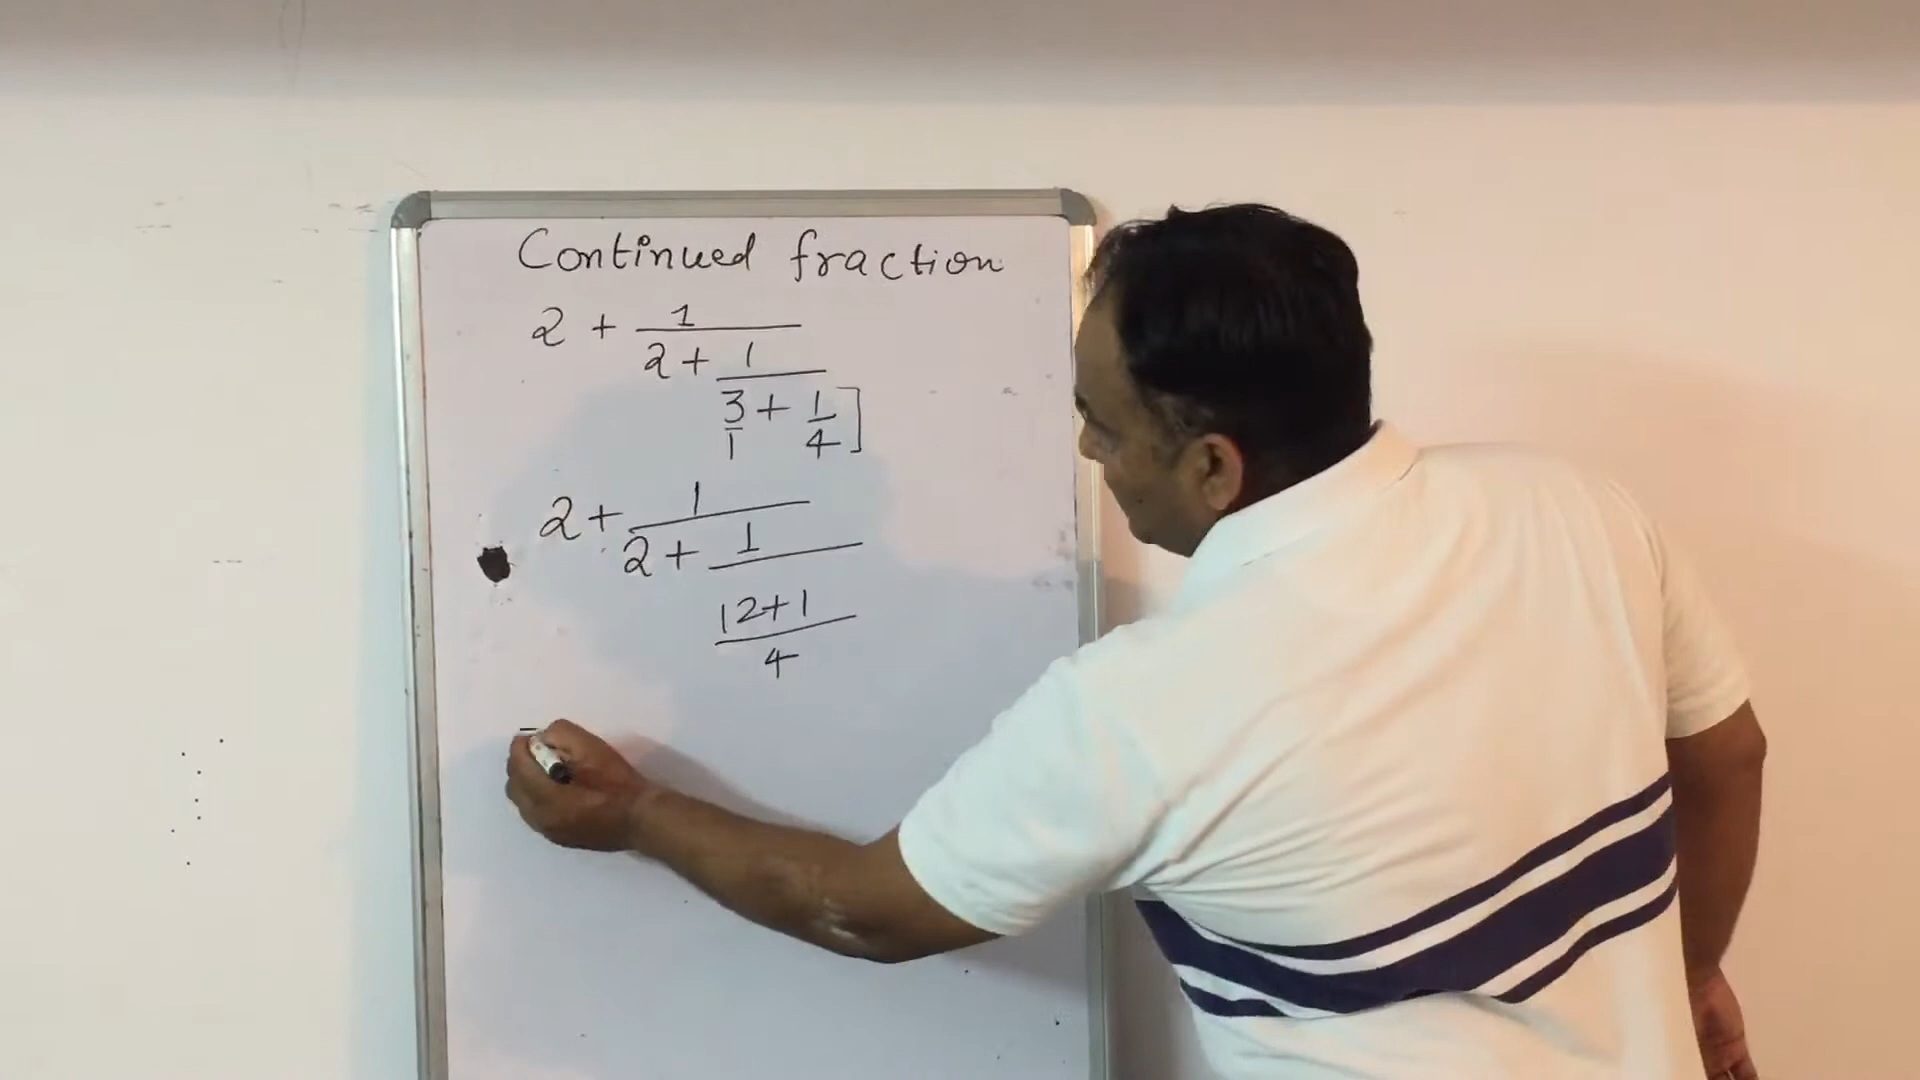 Continued fraction
2 + 1
2 + 1
3 + 1 ]
1 4
2 + 1
2 + 1
12+1
4